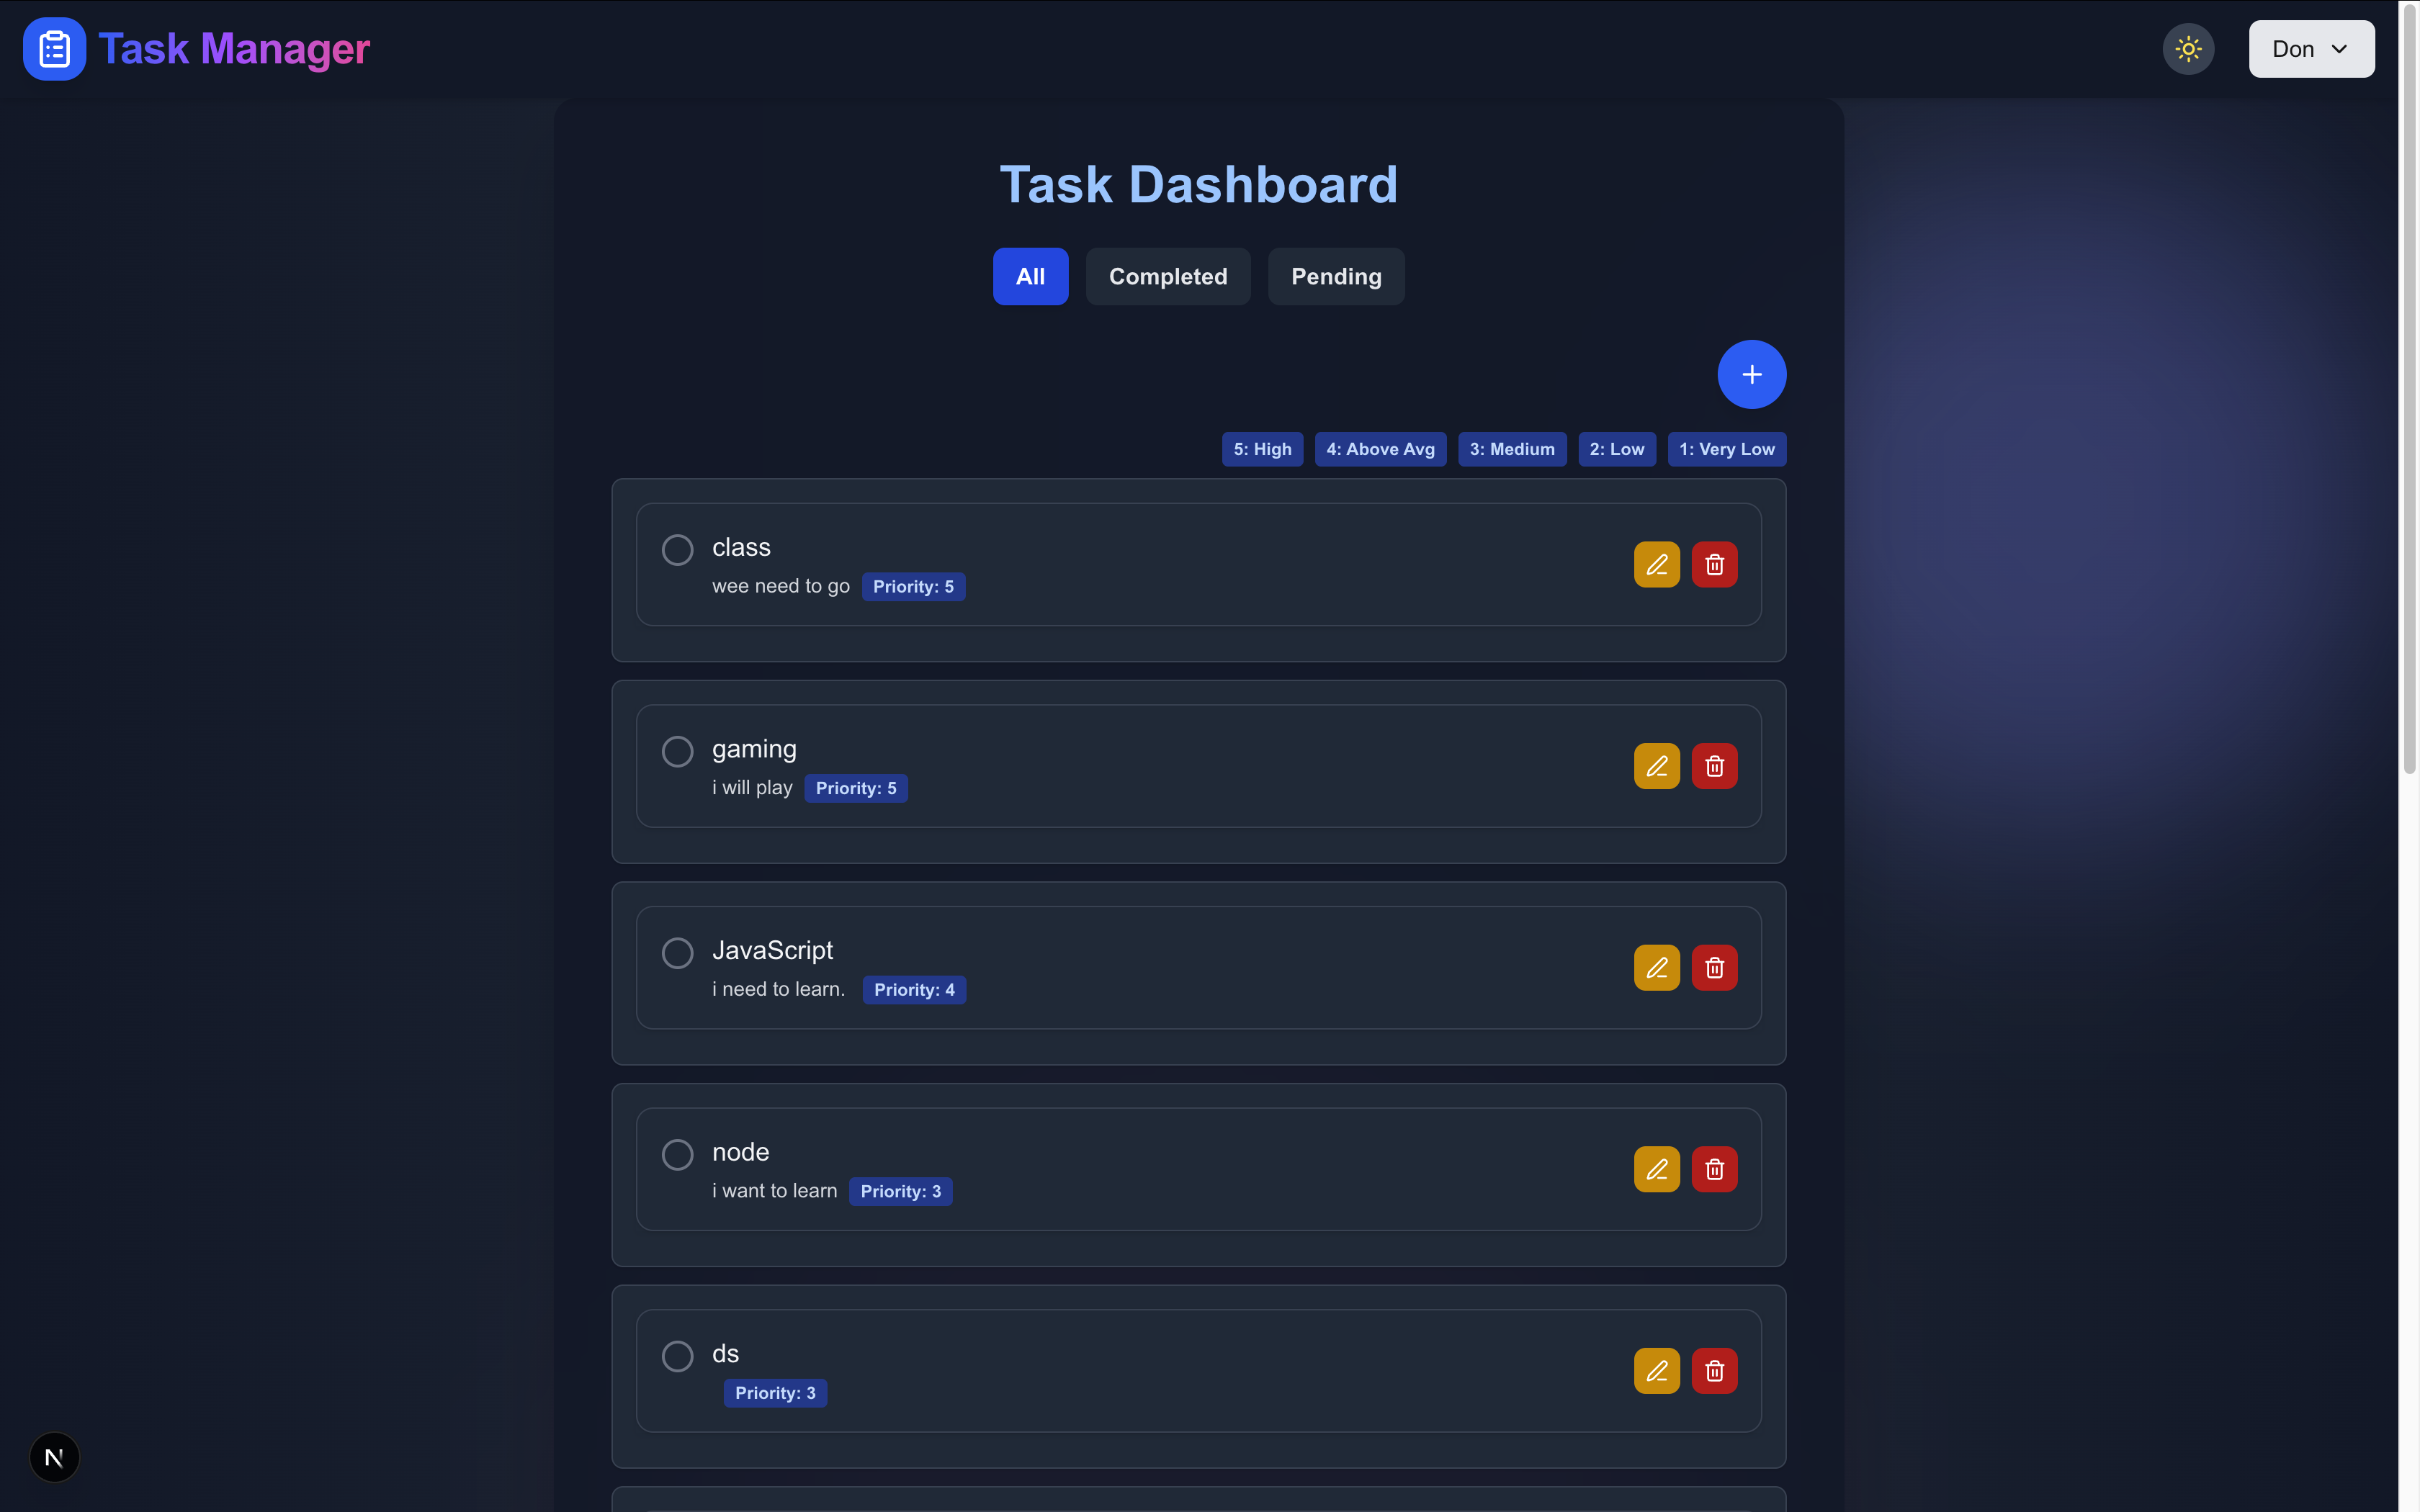 Task Manager
Don
Task Dashboard
All Completed Pending
5: High 4: Above Avg 3: Medium 2: Low 1: Very Low
class
wee need to go Priority: 5
gaming
i will play Priority: 5
JavaScript
i need to learn. Priority: 4
node
i want to learn Priority: 3
ds
Priority: 3
N